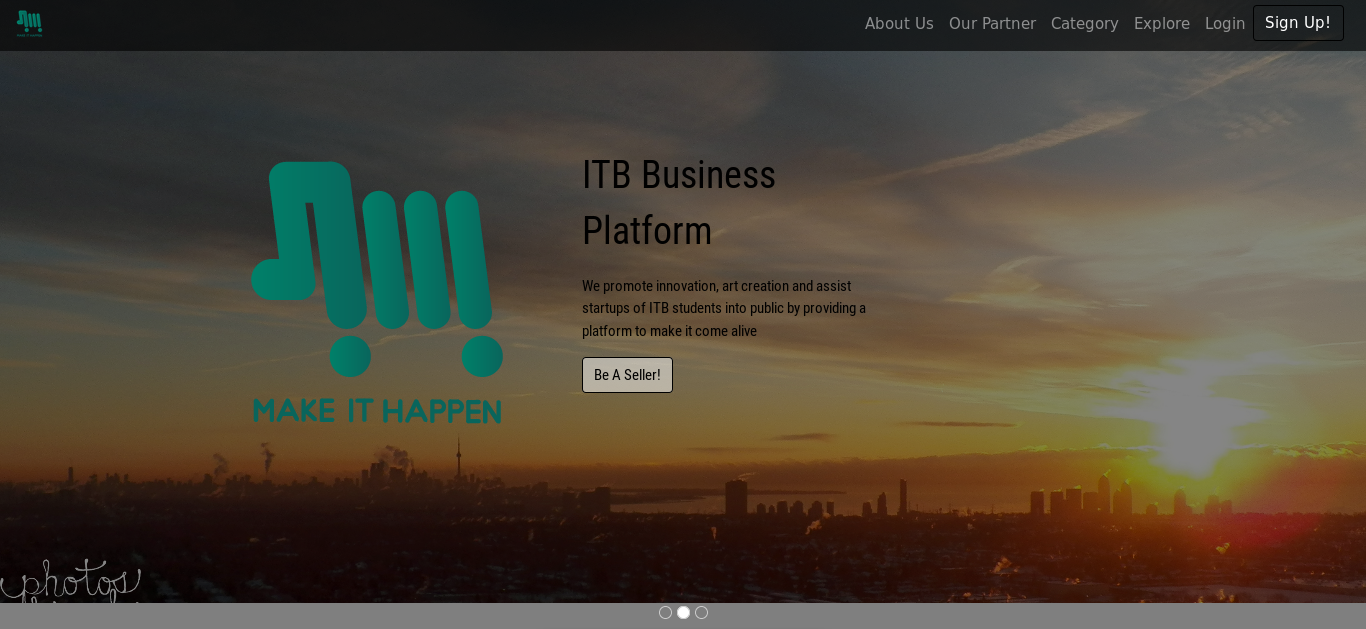 About Us Our Partner Category Explore Login Sign Up!
ITB Business
Platform
We promote innovation, art creation and assist
startups of ITB students into public by providing a
platform to make it come alive
Be A Seller!
MAKE IT HAPPEN
photos